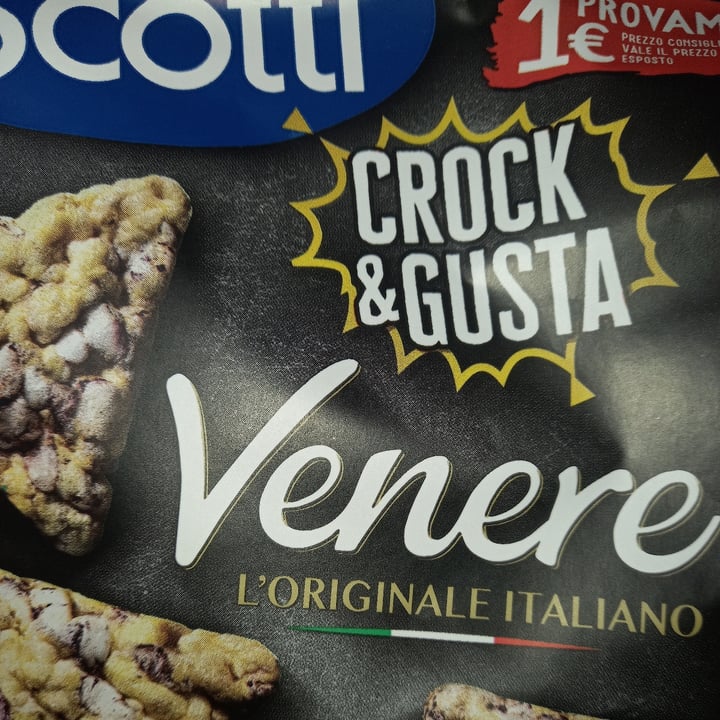 scotti
1€
PROVAM
PREZZO CONSIGL
VALE IL PREZZO
ESPOSTO
CROCK
&GUSTA
Venere
L'ORIGINALE ITALIANO